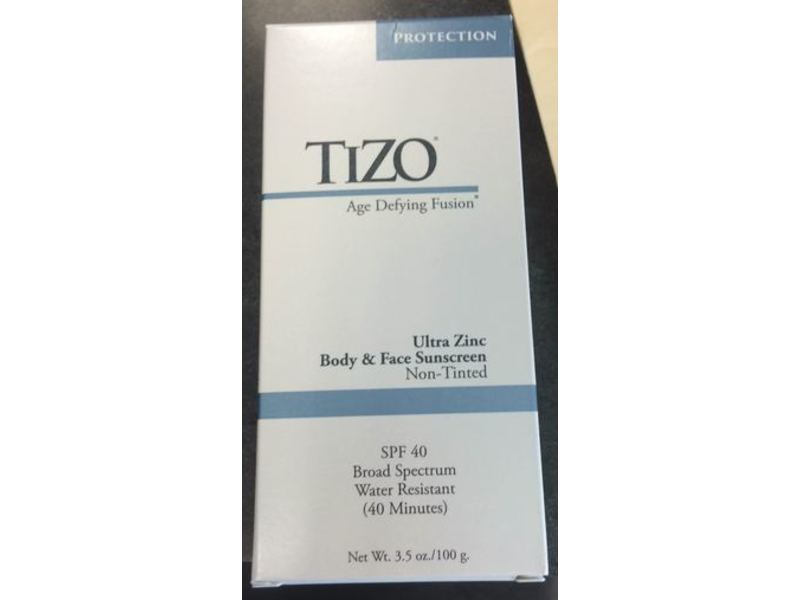 PROTECTION
TIZO®
Age Defying Fusion®
Ultra Zinc
Body & Face Sunscreen
Non-Tinted
SPF 40
Broad Spectrum
Water Resistant
(40 Minutes)
Net Wt. 3.5 oz./100 g.